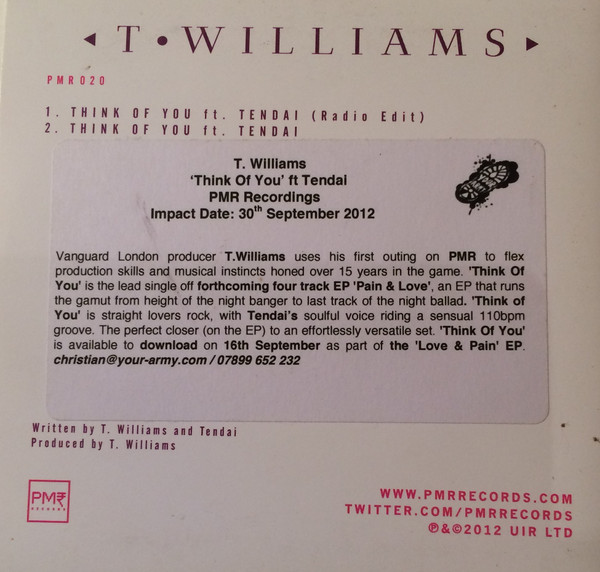 T•WILLIAMS
PMR020
1. THINK OF YOU ft. TENDAI (Radio Edit)
2. THINK OF YOU ft. TENDAI
T. Williams
‘Think Of You’ ft Tendai
PMR Recordings
Impact Date: 30th September 2012
Vanguard London producer T.Williams uses his first outing on PMR to flex
production skills and musical instincts honed over 15 years in the game. 'Think Of
You' is the lead single off forthcoming four track EP 'Pain & Love', an EP that runs
the gamut from height of the night banger to last track of the night ballad. 'Think of
You' is straight lovers rock, with Tendai's soulful voice riding a sensual 110bpm
groove. The perfect closer (on the EP) to an effortlessly versatile set. 'Think Of You'
is available to download on 16th September as part of the 'Love & Pain' EP.
christian@your-army.com / 07899 652 232
Written by T. Williams and Tendai
Produced by T. Williams
PMR
RECORDS
WWW.PMRRECORDS.COM
TWITTER.COM/PMRRECORDS
℗&©2012 UIR LTD